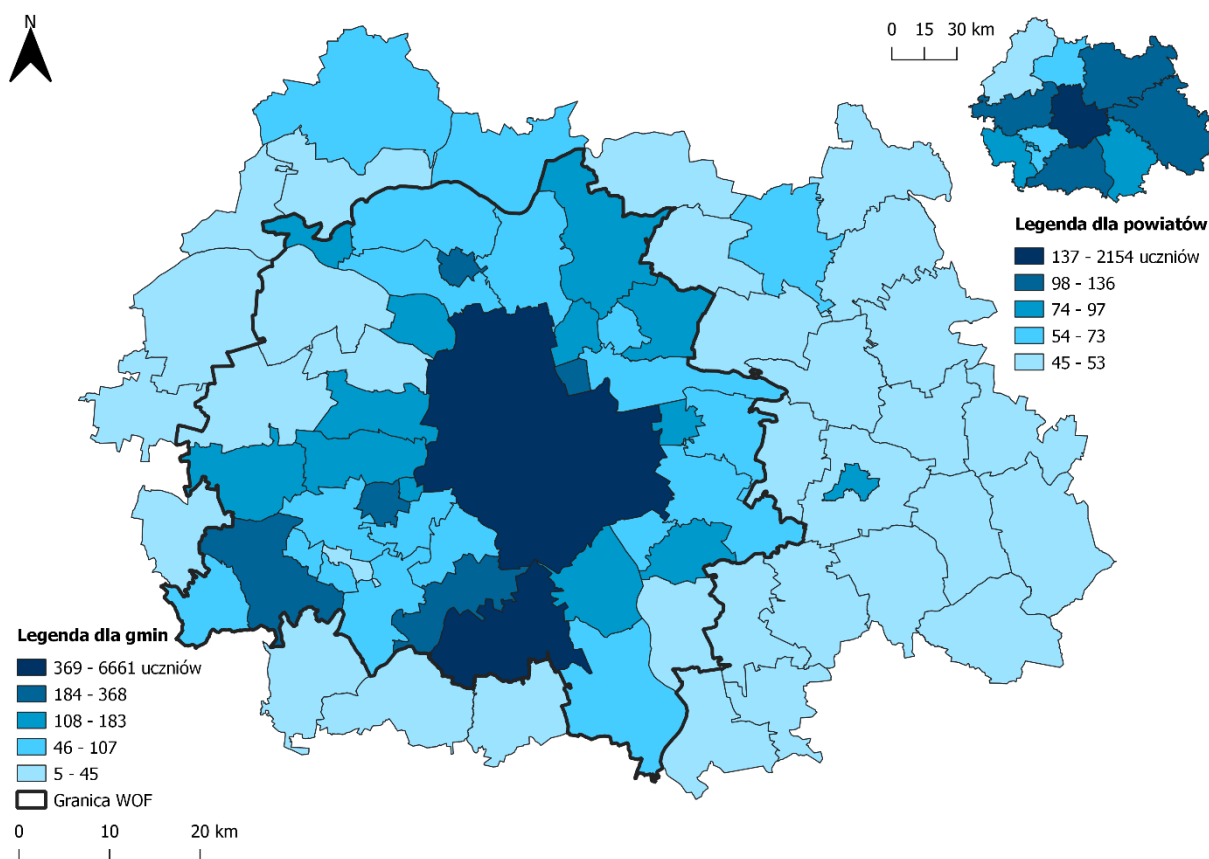 N
0 15 30 km
Legenda dla powiatów
137 - 2154 uczniów
98 - 136
74 - 97
54 - 73
45 - 53
Legenda dla gmin
369 - 6661 uczniów
184 - 368
108 - 183
46 - 107
5 - 45
Granica WOF
0 10 20 km